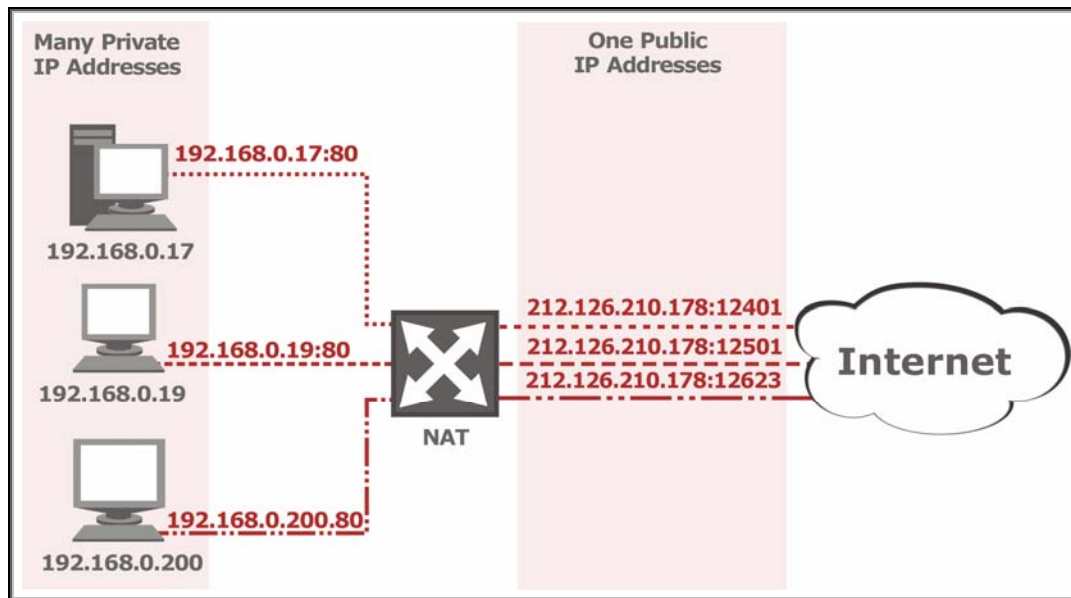 Many Private
IP Addresses
One Public
IP Addresses
192.168.0.17:80
192.168.0.17
192.168.0.19:80
192.168.0.19
192.168.0.200.80
192.168.0.200
NAT
212.126.210.178:12401
212.126.210.178:12501
212.126.210.178:12623
Internet